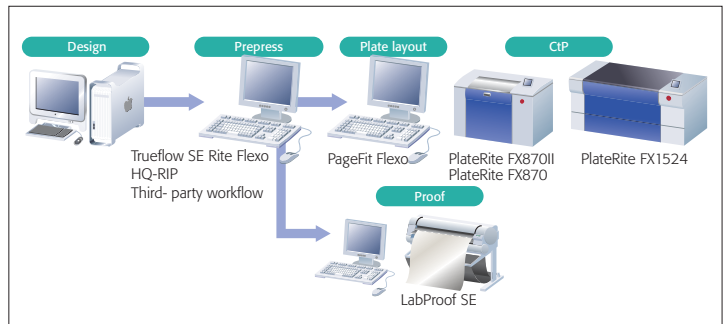 Design
Prepress
Plate layout
CtP
Trueflow SE Rite Flexo
HQ-RIP
Third- party workflow
PageFit Flexo
PlateRite FX870II
PlateRite FX870
PlateRite FX1524
Proof
LabProof SE